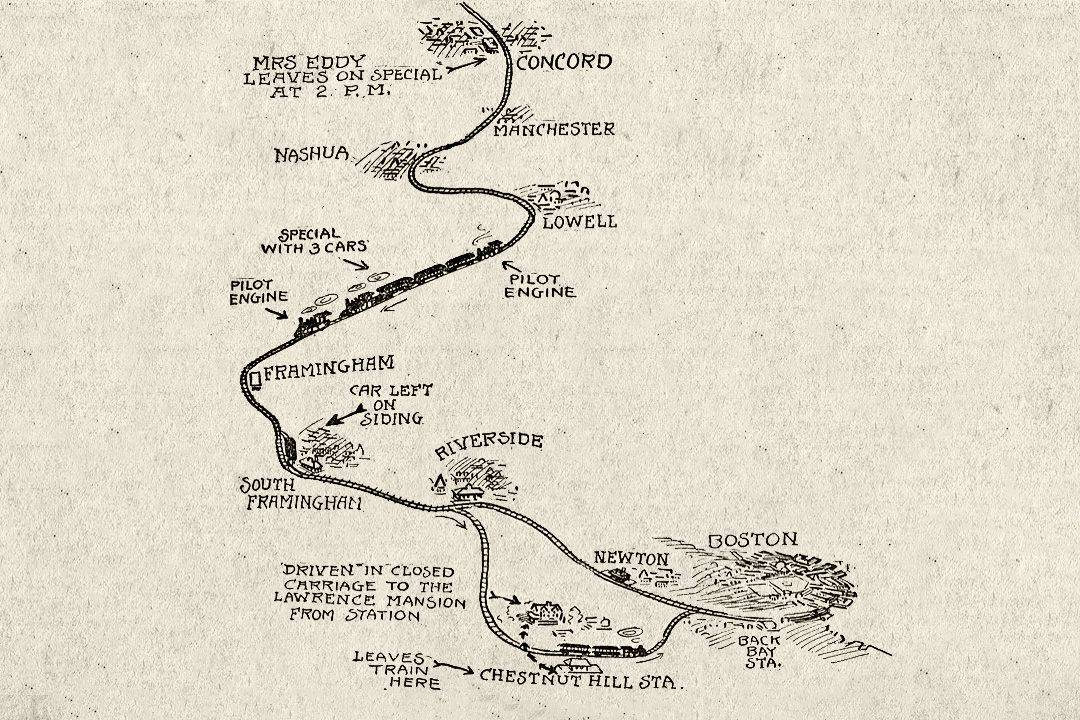 MRS EDDY
LEAVES ON SPECIAL
AT 2. P.M.
CONCORD
MANCHESTER
NASHUA
LOWELL
SPECIAL
WITH 3 CARS
PILOT
ENGINE
PILOT
ENGINE
FRAMINGHAM
CAR LEFT
ON
SIDING
RIVERSIDE
SOUTH
FRAMINGHAM
BOSTON
NEWTON
"DRIVEN" IN CLOSED
CARRIAGE TO THE
LAWRENCE MANSION
FROM STATION
BACK
BAY
STA.
LEAVES
TRAIN
HERE
CHESTNUT HILL STA.